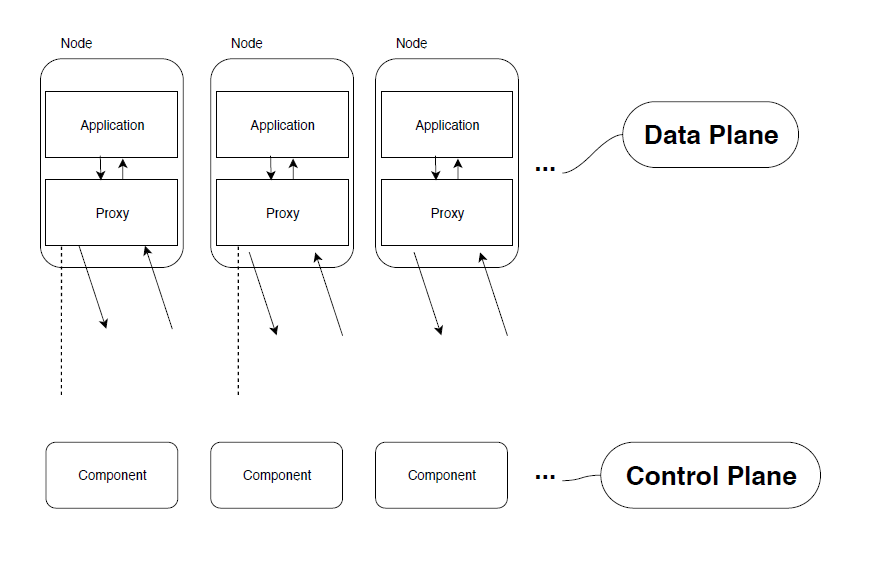 Node
Node
Node
Application
Application
Application
Data Plane
...
Proxy
Proxy
Proxy
Component
Component
Component
...
Control Plane